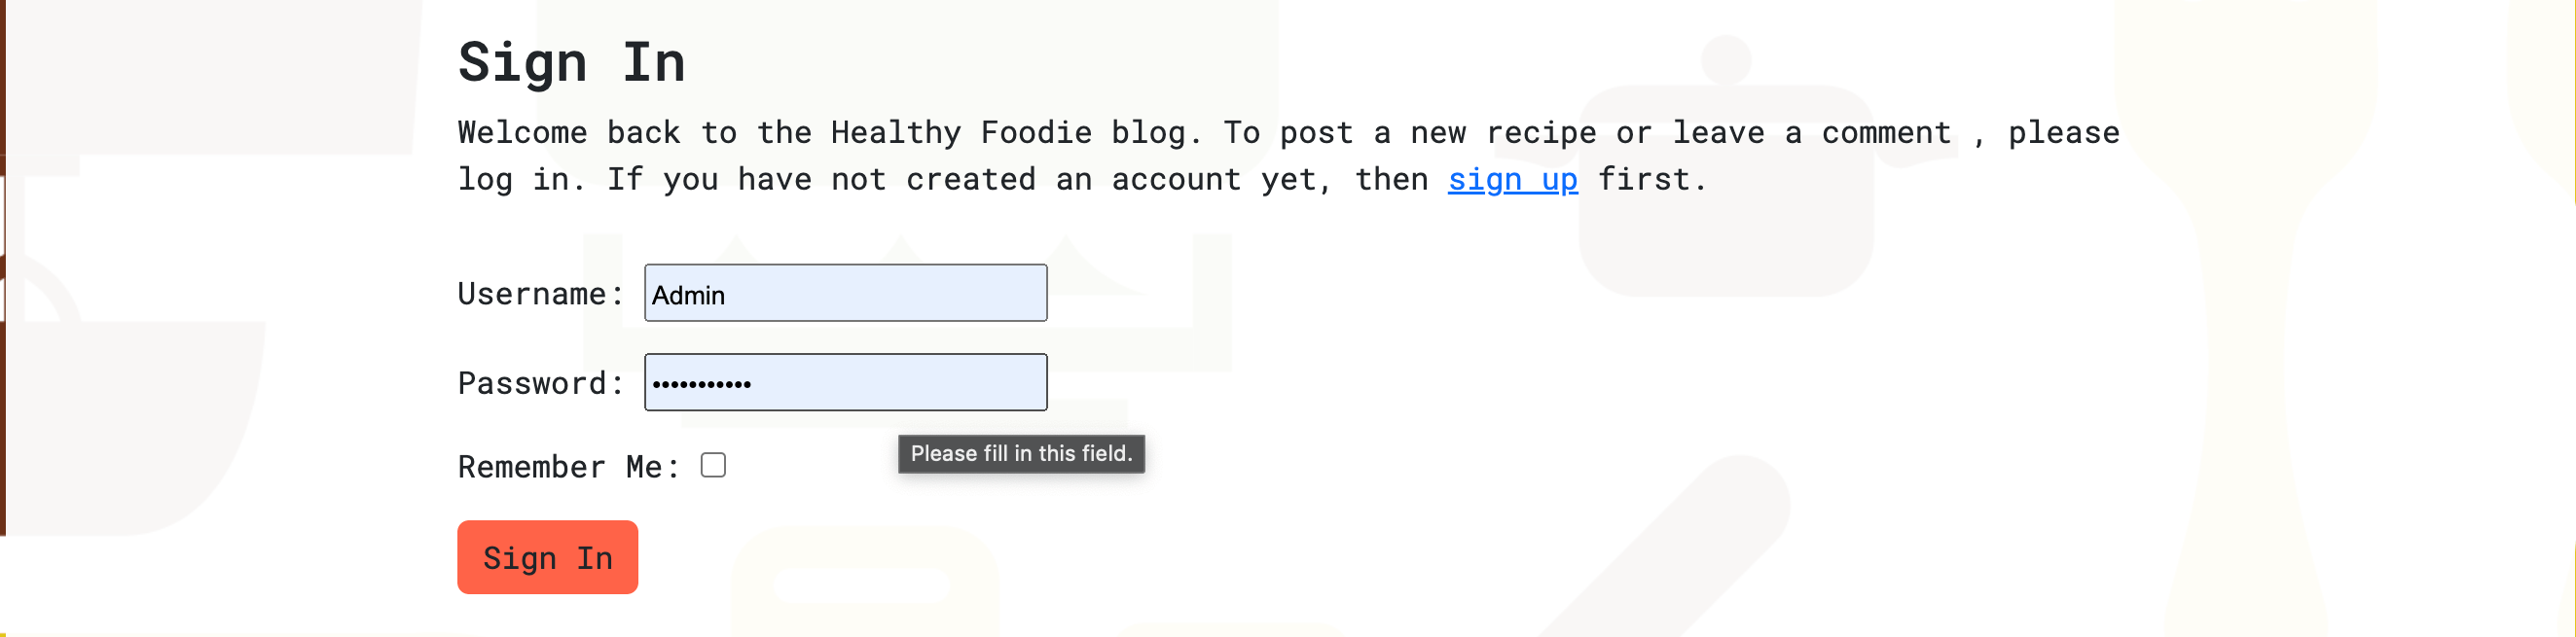 Sign In
Welcome back to the Healthy Foodie blog. To post a new recipe or leave a comment , please
log in. If you have not created an account yet, then sign up first.
Username: Admin
Password: •••••••••••
Please fill in this field.
Remember Me:
Sign In